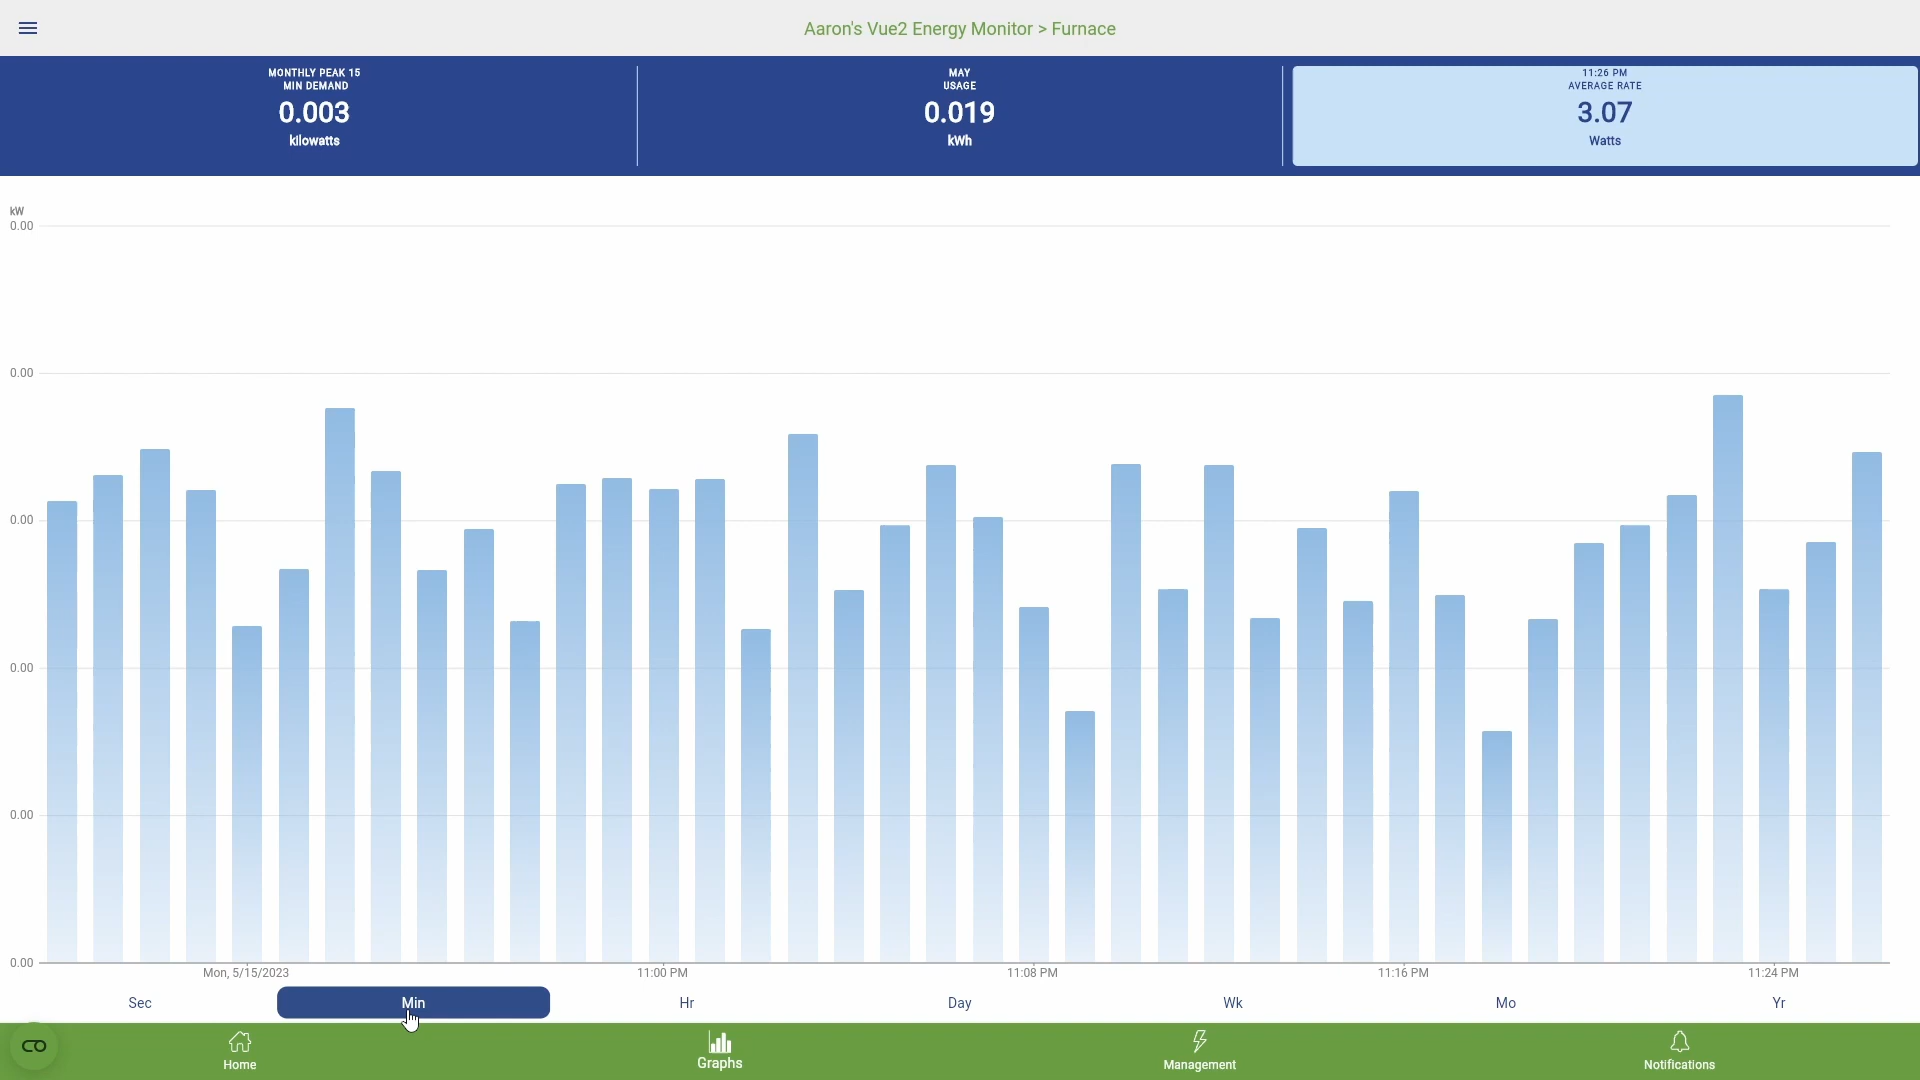 Aaron's Vue2 Energy Monitor > Furnace
MONTHLY PEAK 15
MIN DEMAND
0.003
kilowatts
MAY
USAGE
0.019
kWh
11:26 PM
AVERAGE RATE
3.07
Watts
kW
0.00
0.00
0.00
0.00
0.00
0.00
Mon, 5/15/2023 11:00 PM 11:08 PM 11:16 PM 11:24 PM
Sec Min Hr Day Wk Mo Yr
Home Graphs Management Notifications